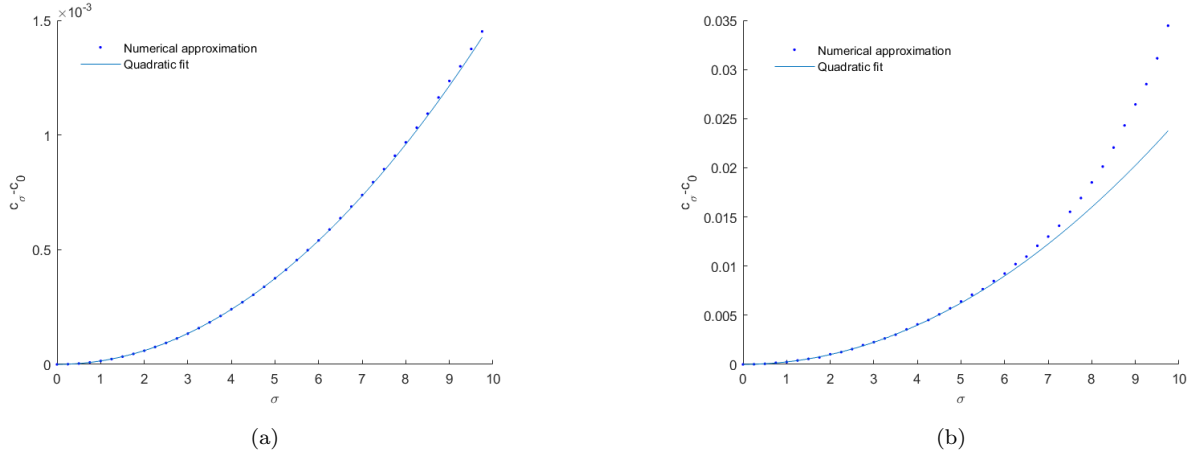 ×10⁻³
1.5
1
0.5
0
Numerical approximation
Quadratic fit
c_σ-c_0
0 1 2 3 4 5 6 7 8 9 10
σ
(a)
0.035
0.03
0.025
0.02
0.015
0.01
0.005
0
Numerical approximation
Quadratic fit
c_σ-c_0
0 1 2 3 4 5 6 7 8 9 10
σ
(b)